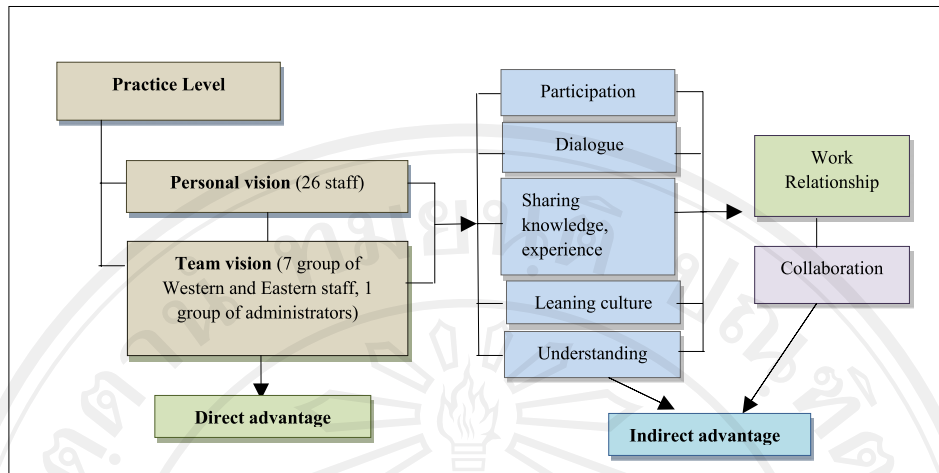 Practice Level
Personal vision (26 staff)
Team vision (7 group of
Western and Eastern staff, 1
group of administrators)
Direct advantage
Participation
Dialogue
Sharing
knowledge,
experience
Leaning culture
Understanding
Work
Relationship
Collaboration
Indirect advantage